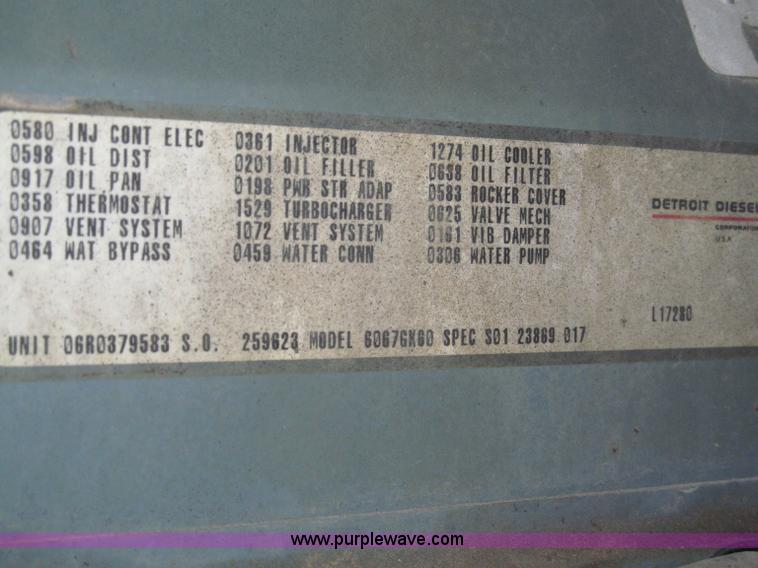 0580 INJ CONT ELEC
0598 OIL DIST
0917 OIL PAN
0358 THERMOSTAT
0907 VENT SYSTEM
0464 WAT BYPASS
0361 INJECTOR
0201 OIL FILLER
0198 PWR STR ADAP
1529 TURBOCHARGER
1072 VENT SYSTEM
0459 WATER CONN
1274 OIL COOLER
0638 OIL FILTER
0583 ROCKER COVER
0625 VALVE MECH
0161 VIB DAMPER
0306 WATER PUMP
DETROIT DIESEL
CORPORATION
USA
L17280
UNIT 06R0379583 S.O. 259623 MODEL 6067GK60 SPEC S01 23869 017
www.purplewave.com